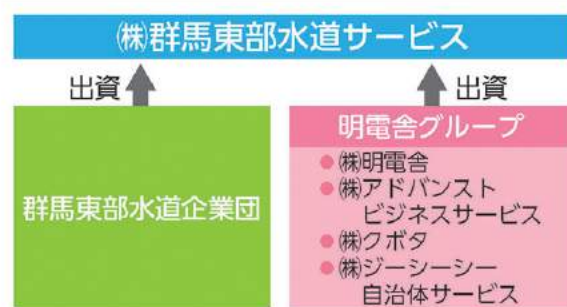 ㈱群馬東部水道サービス
出資
出資
群馬東部水道企業団
明電舎グループ
●㈱明電舎
●㈱アドバンスト
ビジネスサービス
●㈱クボタ
●㈱ジーシーシー
自治体サービス